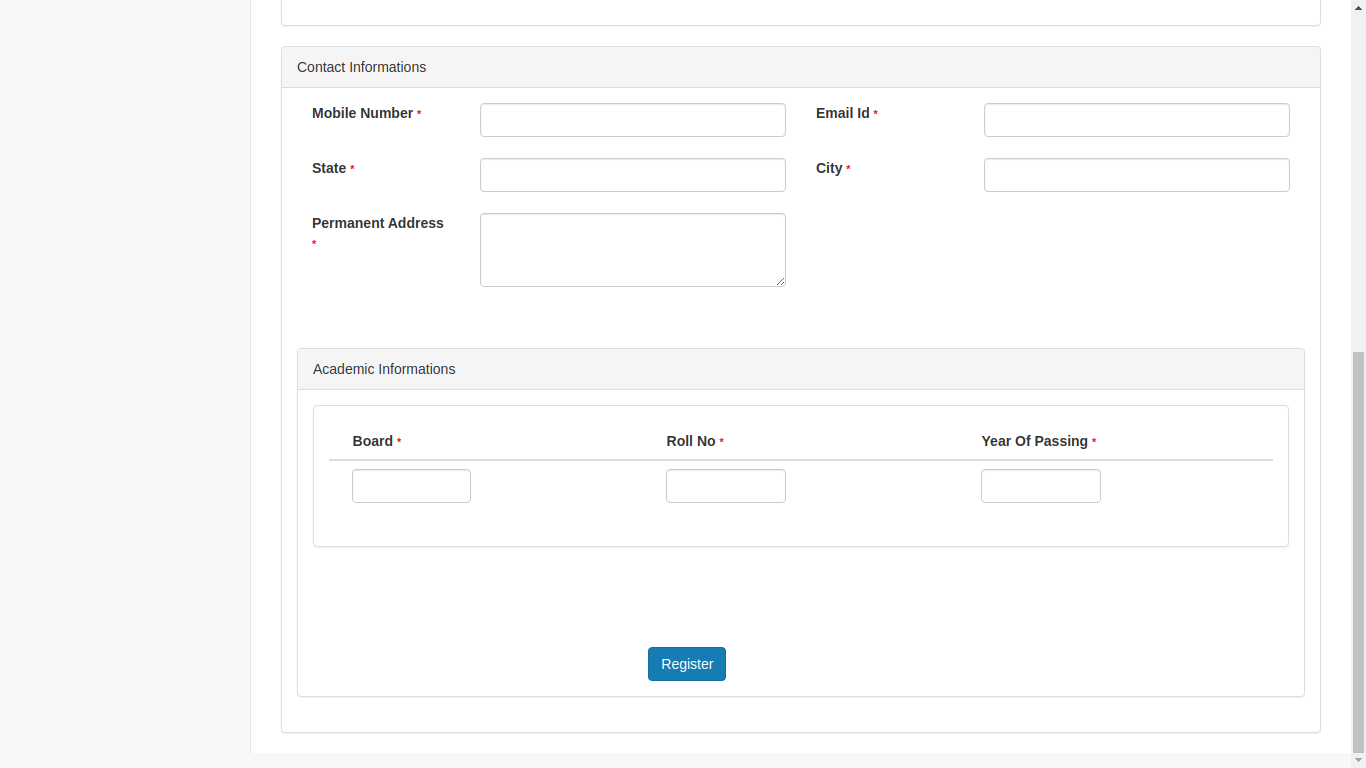 Contact Informations
Mobile Number *
Email Id *
State *
City *
Permanent Address
*
Academic Informations
Board *
Roll No *
Year Of Passing *
Register